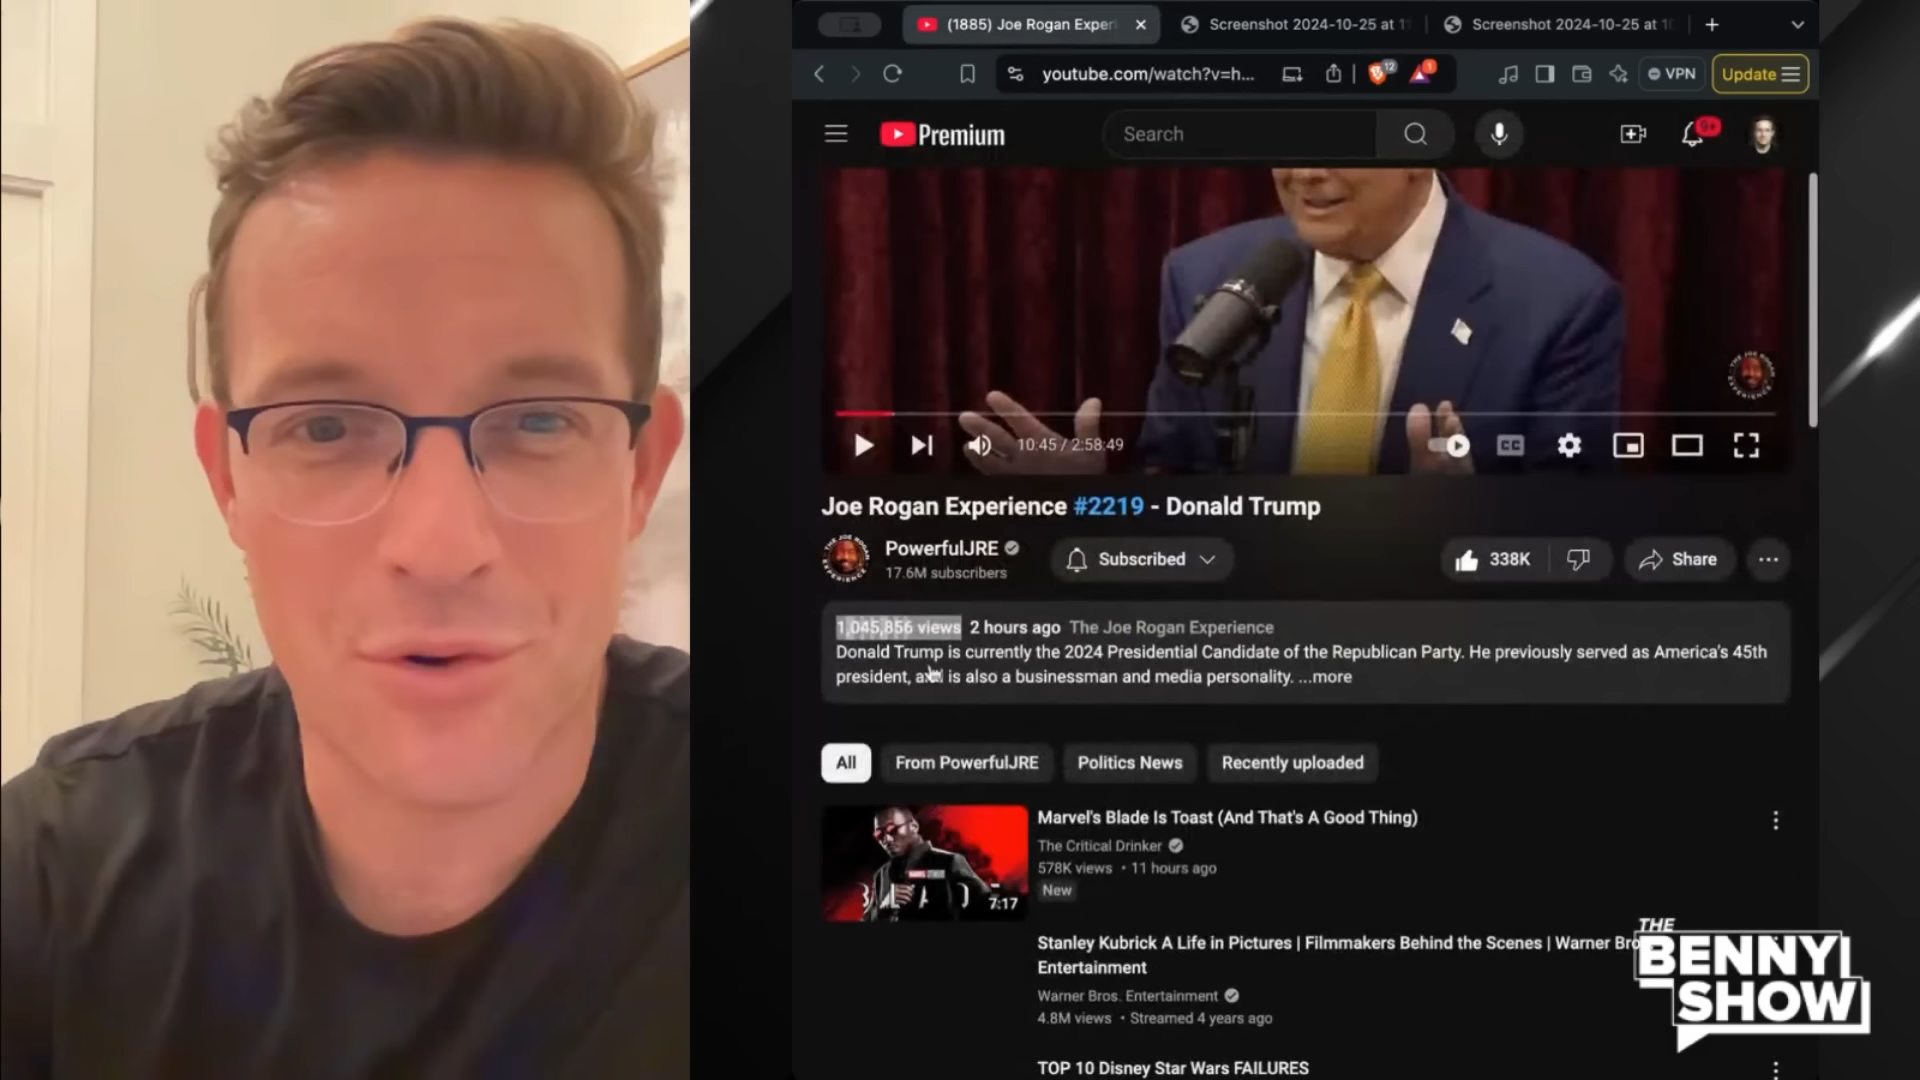 (1885) Joe Rogan Exper
Screenshot 2024-10-25 at 1
Screenshot 2024-10-25 at 1
youtube.com/watch?v=h...
12
1
VPN
Update
Premium
Search
9+
10:45 / 2:58:49
CC
Joe Rogan Experience #2219 - Donald Trump
PowerfulJRE
17.6M subscribers
Subscribed
338K
Share
1,045,856 views 2 hours ago The Joe Rogan Experience
Donald Trump is currently the 2024 Presidential Candidate of the Republican Party. He previously served as America's 45th
president, is also a businessman and media personality. ...more
All
From PowerfulJRE
Politics News
Recently uploaded
Marvel's Blade Is Toast (And That's A Good Thing)
The Critical Drinker
578K views • 11 hours ago
New
7:17
Stanley Kubrick A Life in Pictures | Filmmakers Behind the Scenes | Warner Bro
Entertainment
Warner Bros. Entertainment
4.8M views • Streamed 4 years ago
TOP 10 Disney Star Wars FAILURES
THE
BENNY
SHOW